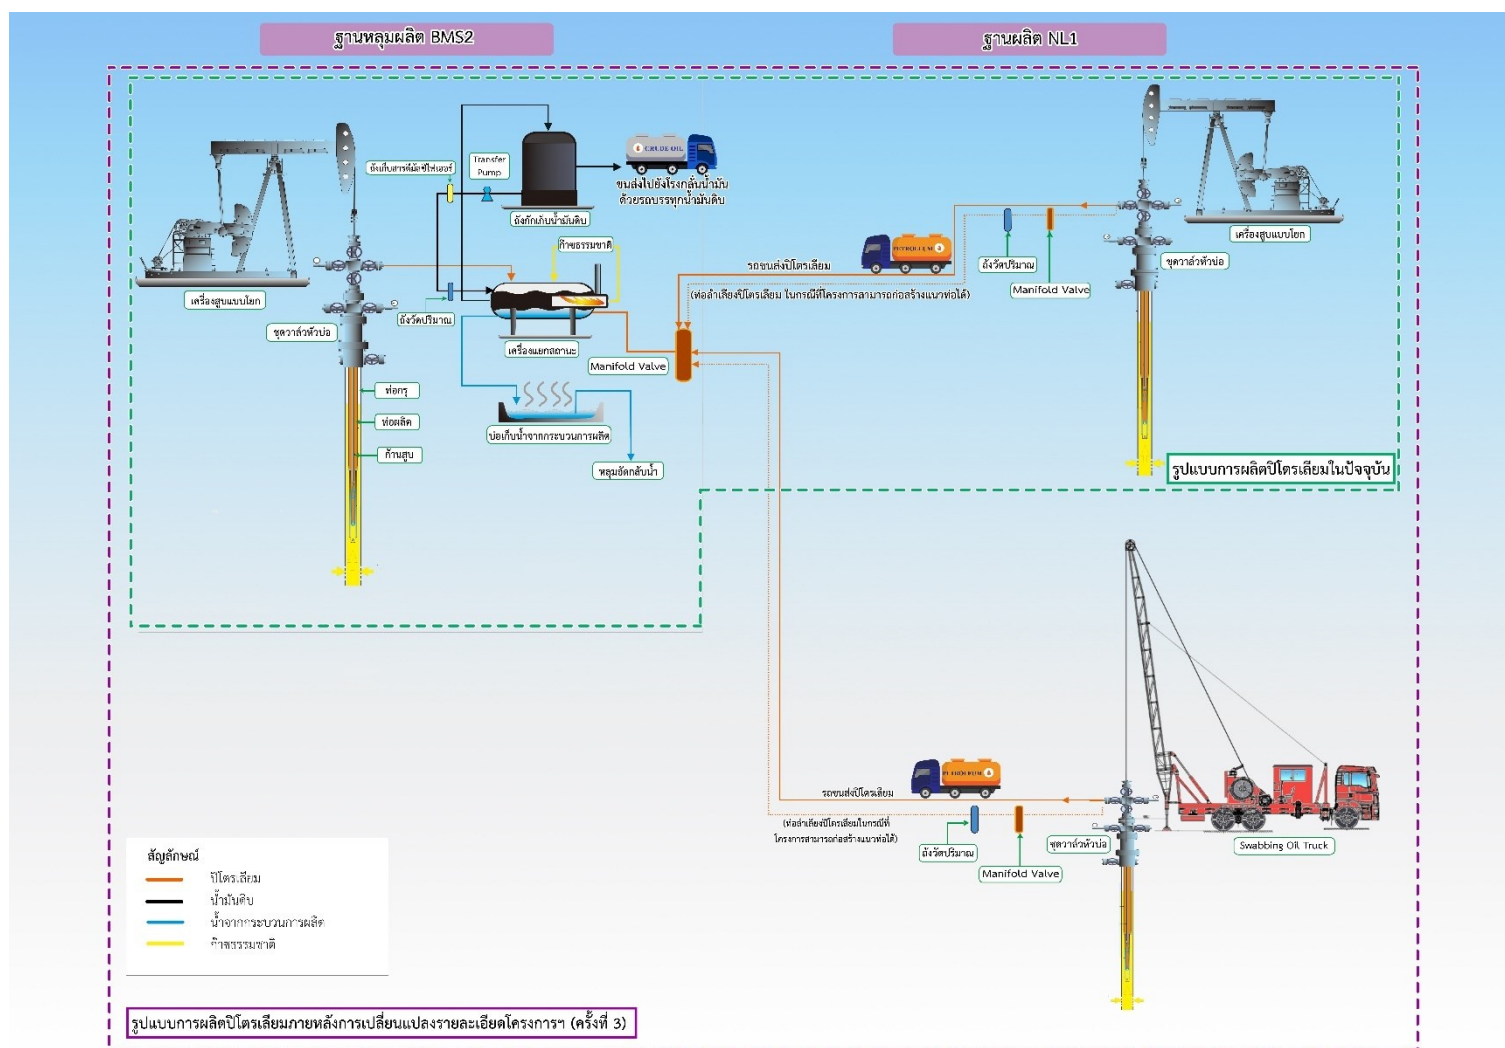 ฐานหลุมผลิต BMS2
ฐานผลิต NL1
ถังเก็บสารดีมัลซิไฟเออร์
Transfer
Pump
CRUDE OIL
ขนส่งไปยังโรงกลั่นน้ำมัน
ด้วยรถบรรทุกน้ำมันดิบ
ถังกักเก็บน้ำมันดิบ
ก๊าซธรรมชาติ
เครื่องสูบแบบโยก
ชุดวาล์วหัวบ่อ
ถังวัดปริมาณ
เครื่องแยกสถานะ
Manifold Valve
ท่อกรุ
ท่อผลิต
ก้านสูบ
บ่อเก็บน้ำจากกระบวนการผลิต
หลุมอัดกลับน้ำ
รถขนส่งปิโตรเลียม
PETROLEUM
(ท่อลำเลียงปิโตรเลียม ในกรณีที่โครงการสามารถก่อสร้างแนวท่อได้)
ถังวัดปริมาณ
Manifold Valve
ชุดวาล์วหัวบ่อ
เครื่องสูบแบบโยก
รูปแบบการผลิตปิโตรเลียมในปัจจุบัน
รถขนส่งปิโตรเลียม
PETROLEUM
(ท่อลำเลียงปิโตรเลียมในกรณีที่
โครงการสามารถก่อสร้างแนวท่อได้)
ถังวัดปริมาณ
Manifold Valve
ชุดวาล์วหัวบ่อ
Swabbing Oil Truck
สัญลักษณ์
ปิโตรเลียม
น้ำมันดิบ
น้ำจากกระบวนการผลิต
ก๊าซธรรมชาติ
รูปแบบการผลิตปิโตรเลียมภายหลังการเปลี่ยนแปลงรายละเอียดโครงการฯ (ครั้งที่ 3)